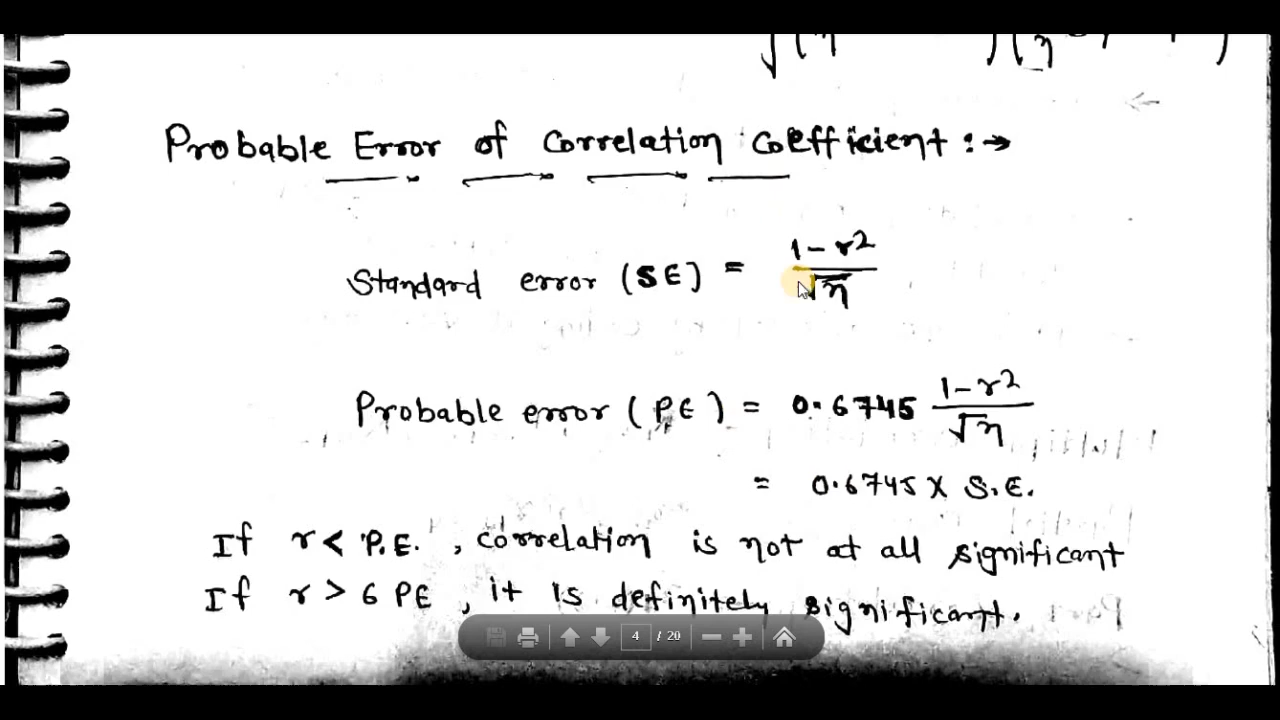 Probable Error of Correlation Coefficient :→
Standard error (SE) = 1-r²/√n
Probable error (PE) = 0.6745 1-r²/√n
= 0.6745 X S.E.
If r < P.E. , correlation is not at all significant
If r > 6 PE , it is definitely significant.
4 / 20